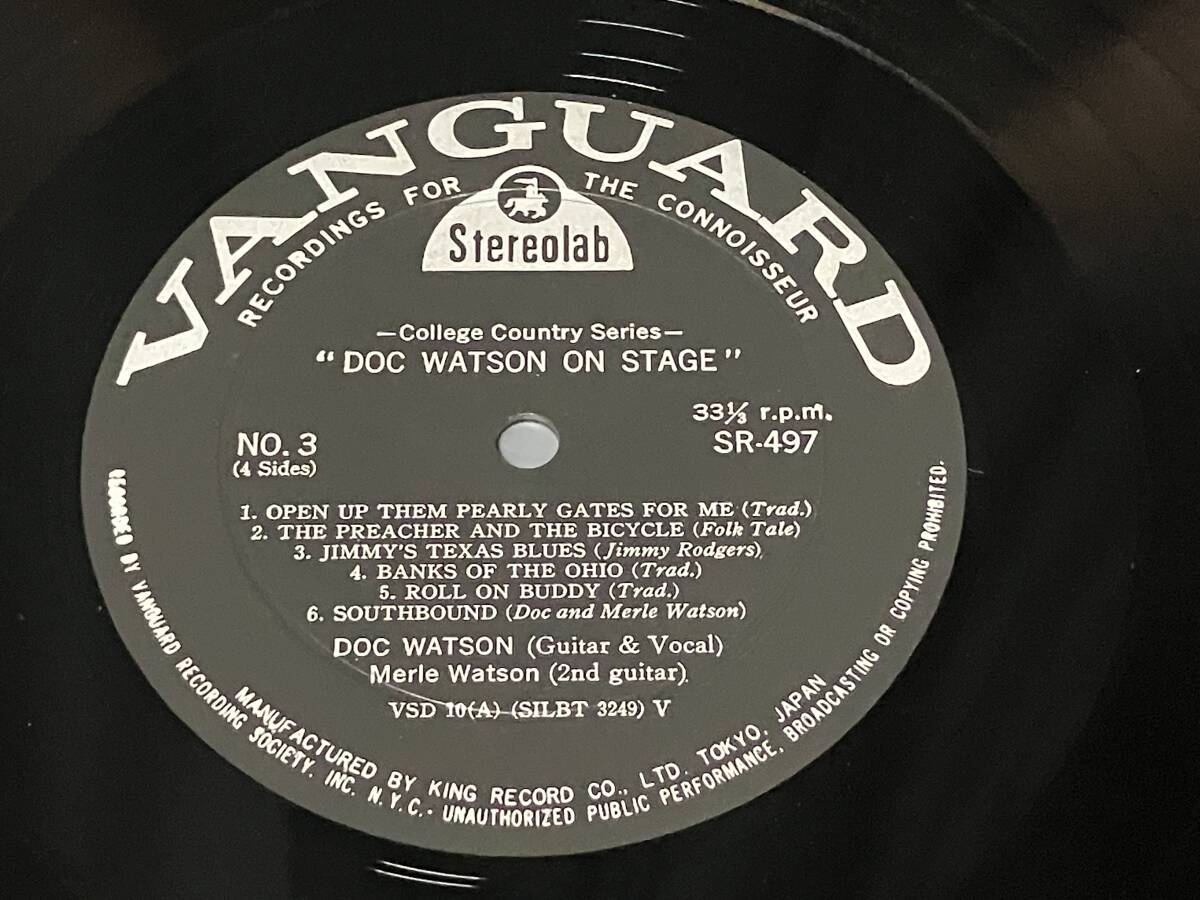 VANGUARD
RECORDINGS FOR THE CONNOISSEUR
Stereolab
—College Country Series—
“DOC WATSON ON STAGE”
33⅓ r.p.m.
NO. 3
SR-497
(4 Sides)
1. OPEN UP THEM PEARLY GATES FOR ME (Trad.)
2. THE PREACHER AND THE BICYCLE (Folk Tale)
3. JIMMY'S TEXAS BLUES (Jimmy Rodgers)
4. BANKS OF THE OHIO (Trad.)
5. ROLL ON BUDDY (Trad.)
6. SOUTHBOUND (Doc and Merle Watson)
DOC WATSON (Guitar & Vocal)
Merle Watson (2nd guitar)
VSD 10(A) (SILBT 3249) V
MANUFACTURED BY KING RECORD CO., LTD. TOKYO, JAPAN
RECORDED BY VANGUARD RECORDING SOCIETY, INC. N.Y.C. · UNAUTHORIZED PUBLIC PERFORMANCE, BROADCASTING OR COPYING PROHIBITED.